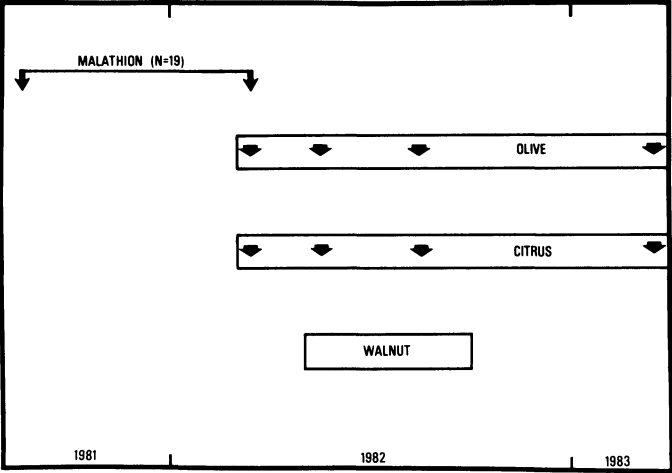 MALATHION (N=19)
OLIVE
CITRUS
WALNUT
1981
1982
1983